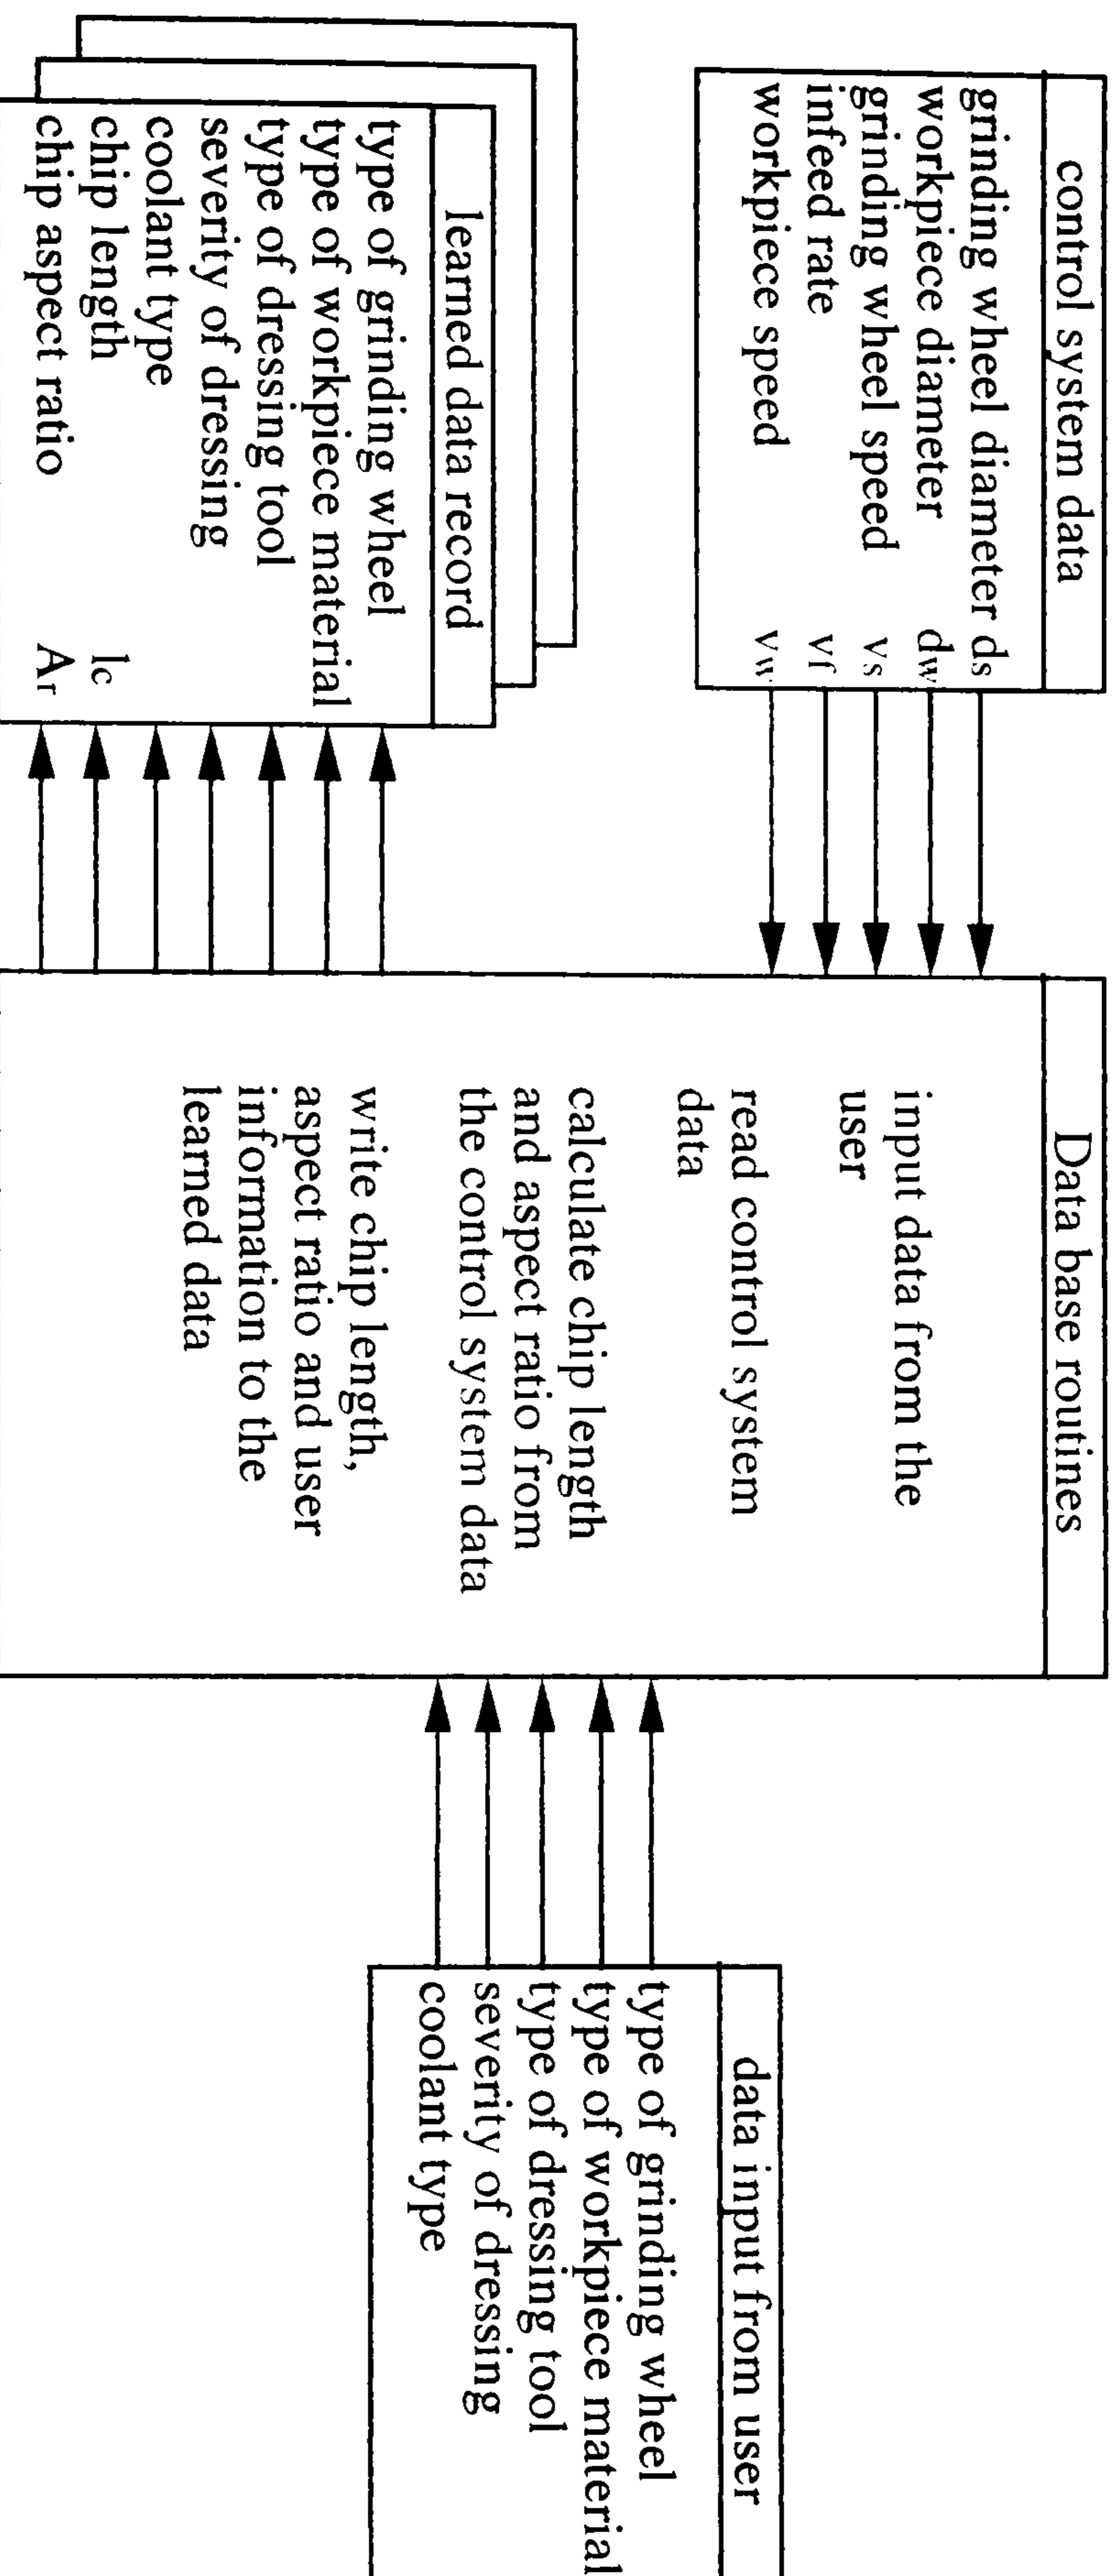 control system data
grinding wheel diameter ds
workpiece diameter dw
grinding wheel speed vs
infeed rate vf
workpiece speed vw
learned data record
type of grinding wheel
type of workpiece material
type of dressing tool
severity of dressing
coolant type
chip length lc
chip aspect ratio Ar
Data base routines
input data from the
user
read control system
data
calculate chip length
and aspect ratio from
the control system data
write chip length,
aspect ratio and user
information to the
learned data
data input from user
type of grinding wheel
type of workpiece material
type of dressing tool
severity of dressing
coolant type